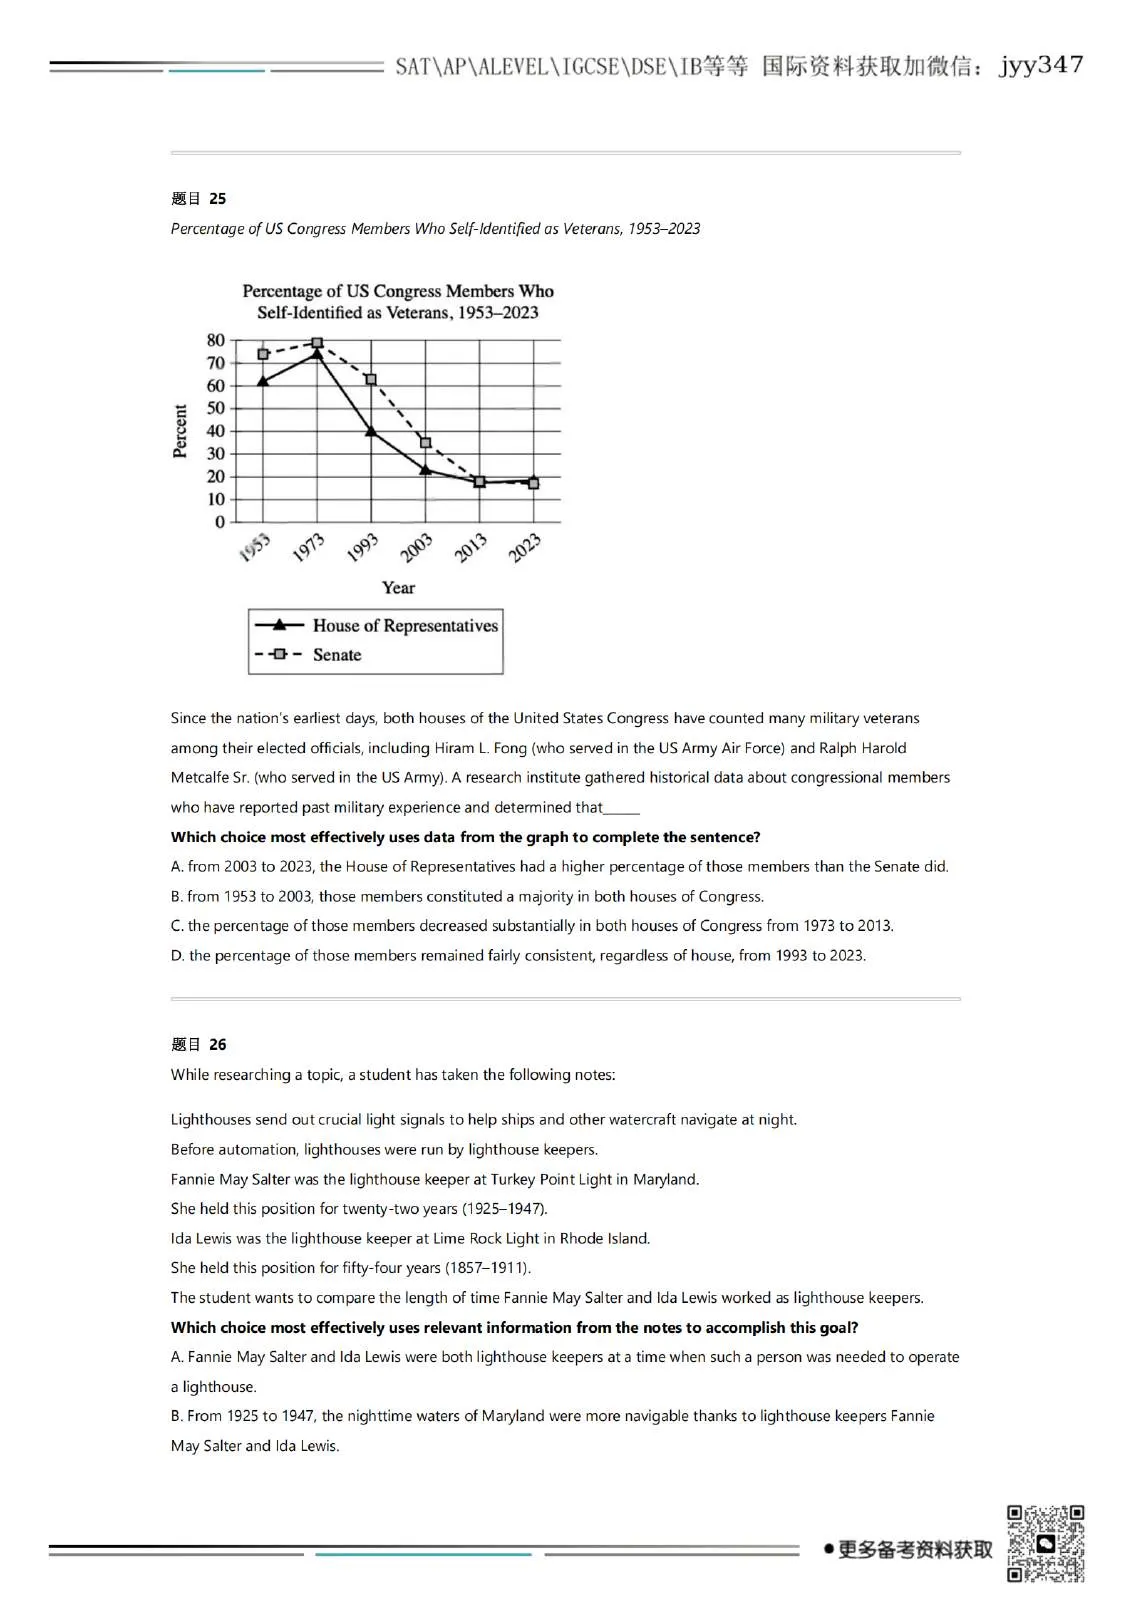 SAT\AP\ALEVEL\IGCSE\DSE\IB等等 国际资料获取加微信: jyy347
题目 25
Percentage of US Congress Members Who Self-Identified as Veterans, 1953–2023
Percentage of US Congress Members Who
Self-Identified as Veterans, 1953–2023
80
70
60
50
40
30
20
10
0
Percent
1953
1973
1993
2003
2013
2023
Year
House of Representatives
Senate
Since the nation's earliest days, both houses of the United States Congress have counted many military veterans
among their elected officials, including Hiram L. Fong (who served in the US Army Air Force) and Ralph Harold
Metcalfe Sr. (who served in the US Army). A research institute gathered historical data about congressional members
who have reported past military experience and determined that_____
Which choice most effectively uses data from the graph to complete the sentence?
A. from 2003 to 2023, the House of Representatives had a higher percentage of those members than the Senate did.
B. from 1953 to 2003, those members constituted a majority in both houses of Congress.
C. the percentage of those members decreased substantially in both houses of Congress from 1973 to 2013.
D. the percentage of those members remained fairly consistent, regardless of house, from 1993 to 2023.
题目 26
While researching a topic, a student has taken the following notes:
Lighthouses send out crucial light signals to help ships and other watercraft navigate at night.
Before automation, lighthouses were run by lighthouse keepers.
Fannie May Salter was the lighthouse keeper at Turkey Point Light in Maryland.
She held this position for twenty-two years (1925–1947).
Ida Lewis was the lighthouse keeper at Lime Rock Light in Rhode Island.
She held this position for fifty-four years (1857–1911).
The student wants to compare the length of time Fannie May Salter and Ida Lewis worked as lighthouse keepers.
Which choice most effectively uses relevant information from the notes to accomplish this goal?
A. Fannie May Salter and Ida Lewis were both lighthouse keepers at a time when such a person was needed to operate
a lighthouse.
B. From 1925 to 1947, the nighttime waters of Maryland were more navigable thanks to lighthouse keepers Fannie
May Salter and Ida Lewis.
●更多备考资料获取